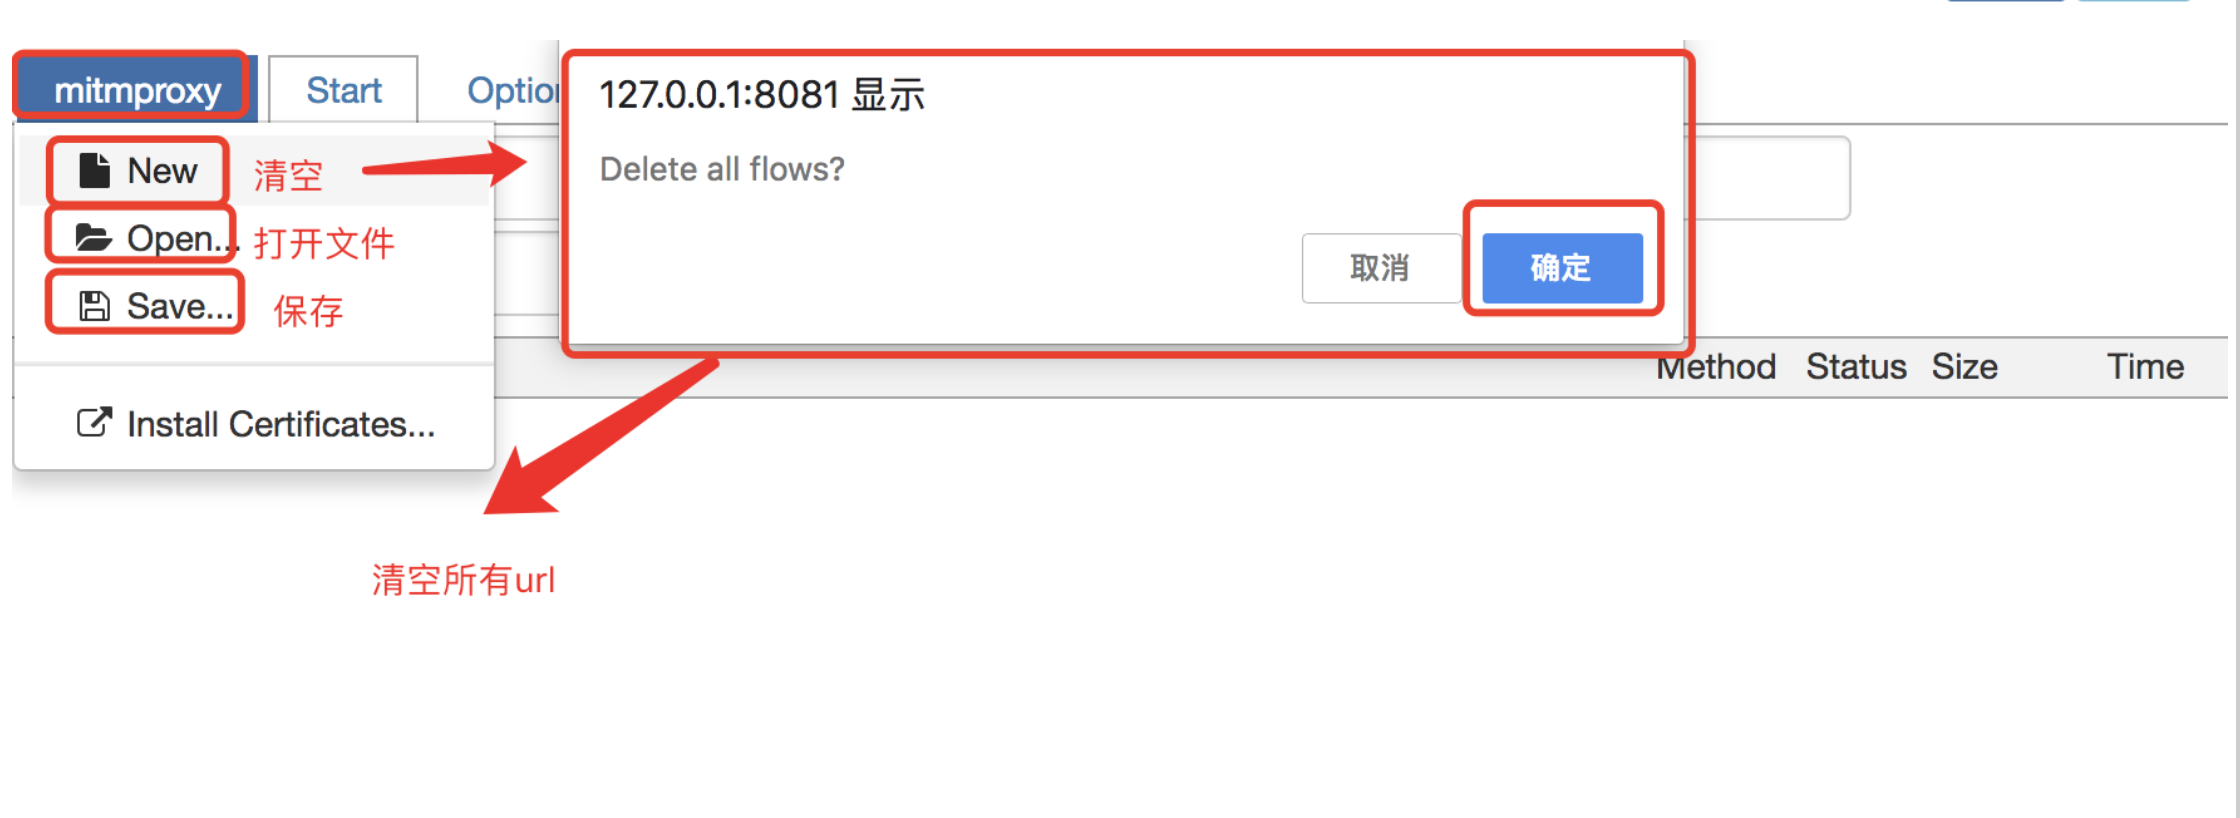 mitmproxy Start Optio
127.0.0.1:8081 显示
New 清空
Delete all flows?
Open... 打开文件
取消 确定
Save... 保存
Method Status Size Time
Install Certificates...
清空所有url